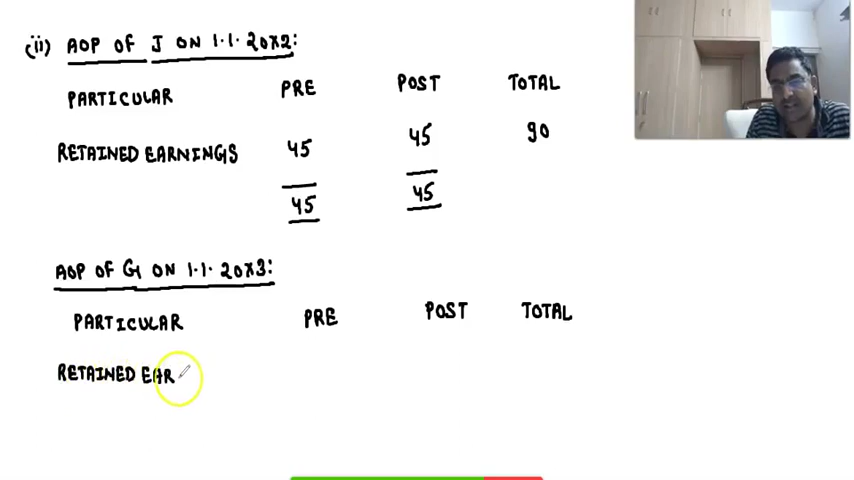 (ii) AOP OF J ON 1.1.20X2:
PARTICULAR PRE POST TOTAL
RETAINED EARNINGS 45 45 90
45 45
AOP OF G ON 1.1.20X3:
PARTICULAR PRE POST TOTAL
RETAINED EAR